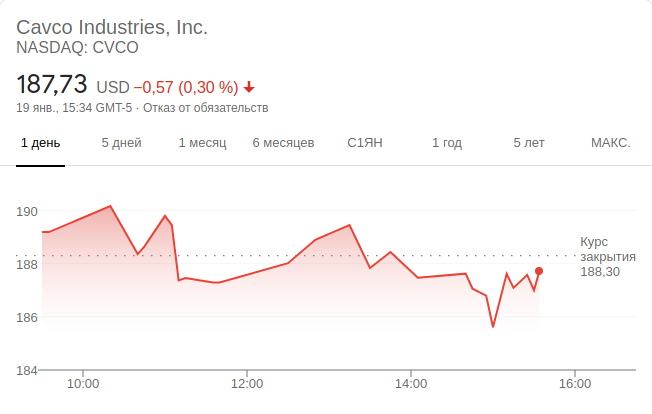 Cavco Industries, Inc.
NASDAQ: CVCO
187,73 USD −0,57 (0,30 %)
19 янв., 15:34 GMT-5 · Отказ от обязательств
1 день 5 дней 1 месяц 6 месяцев С1ЯН 1 год 5 лет МАКС.
190
188
186
184
Курс
закрытия
188,30
10:00 12:00 14:00 16:00